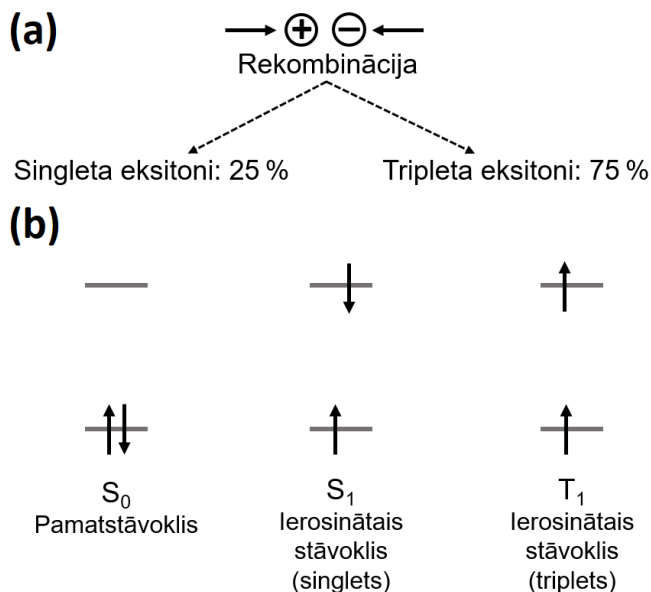 (a)
Rekombinācija
Singleta eksitoni: 25 %
Tripleta eksitoni: 75 %
(b)
S₀
Pamatstāvoklis
S₁
Ierosinātais
stāvoklis
(singlets)
T₁
Ierosinātais
stāvoklis
(triplets)